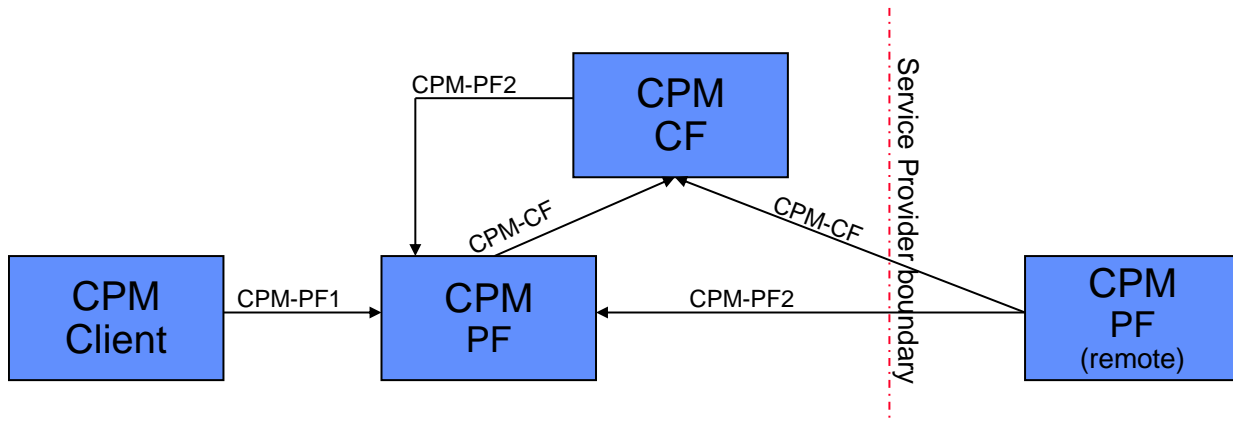 CPM-PF2
CPM
CF
Service Provider boundary
CPM-CF
CPM-CF
CPM
Client
CPM-PF1
CPM
PF
CPM-PF2
CPM
PF
(remote)